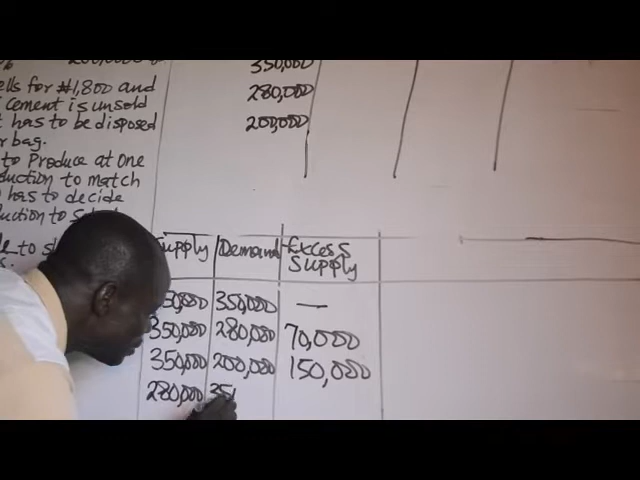 350,000
ells for ₦1,800 and
280,000
cement is unsold
t has to be disposed
200,000
r bag.
to Produce at One
duction to match
has to decide
duction to
to
Supply Demand Excess Supply
350,000 —
350,000 280,000 70,000
350,000 200,000 150,000
280,000 35